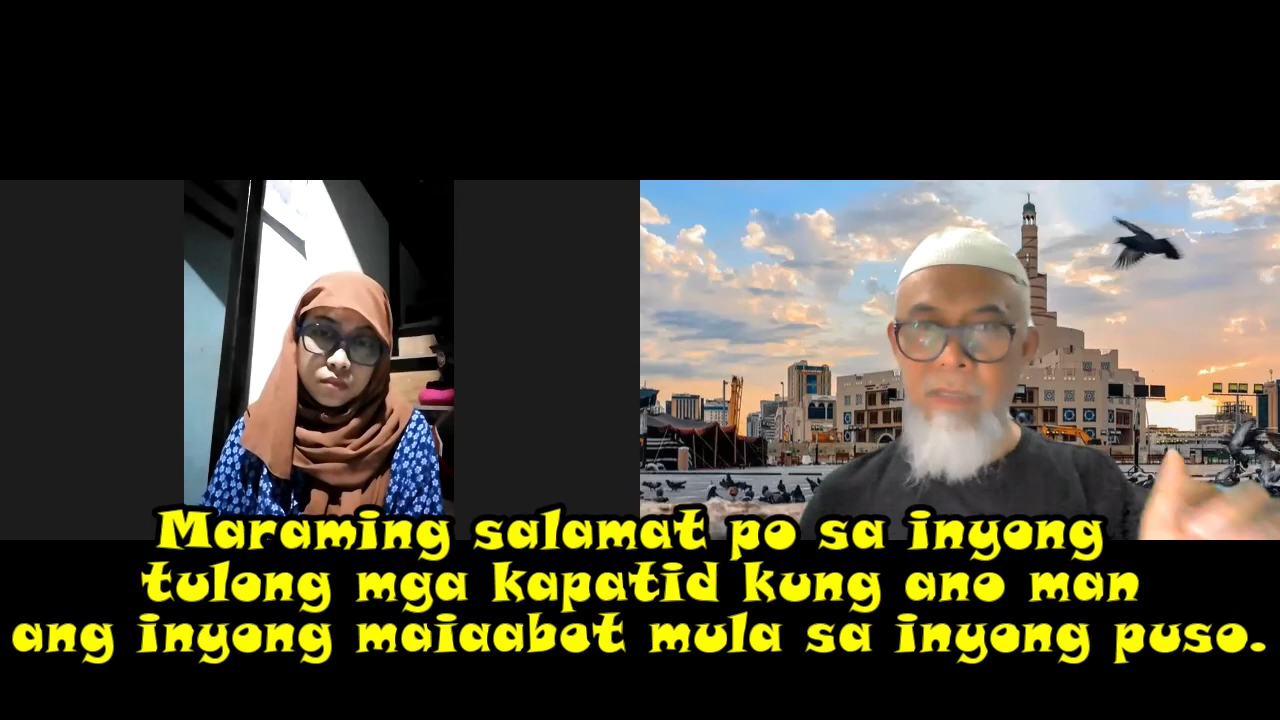 Maraming salamat po sa inyong
tulong mga kapatid kung ano man
ang inyong maiaabot mula sa inyong puso.